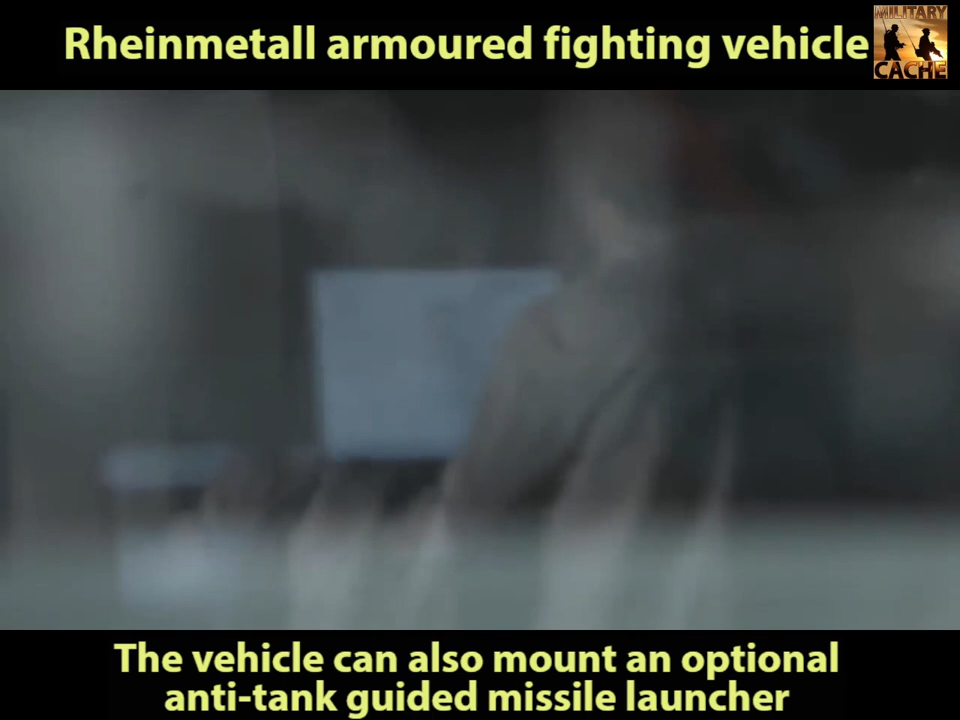 Rheinmetall armoured fighting vehicle
MILITARY
CACHE
The vehicle can also mount an optional
anti-tank guided missile launcher